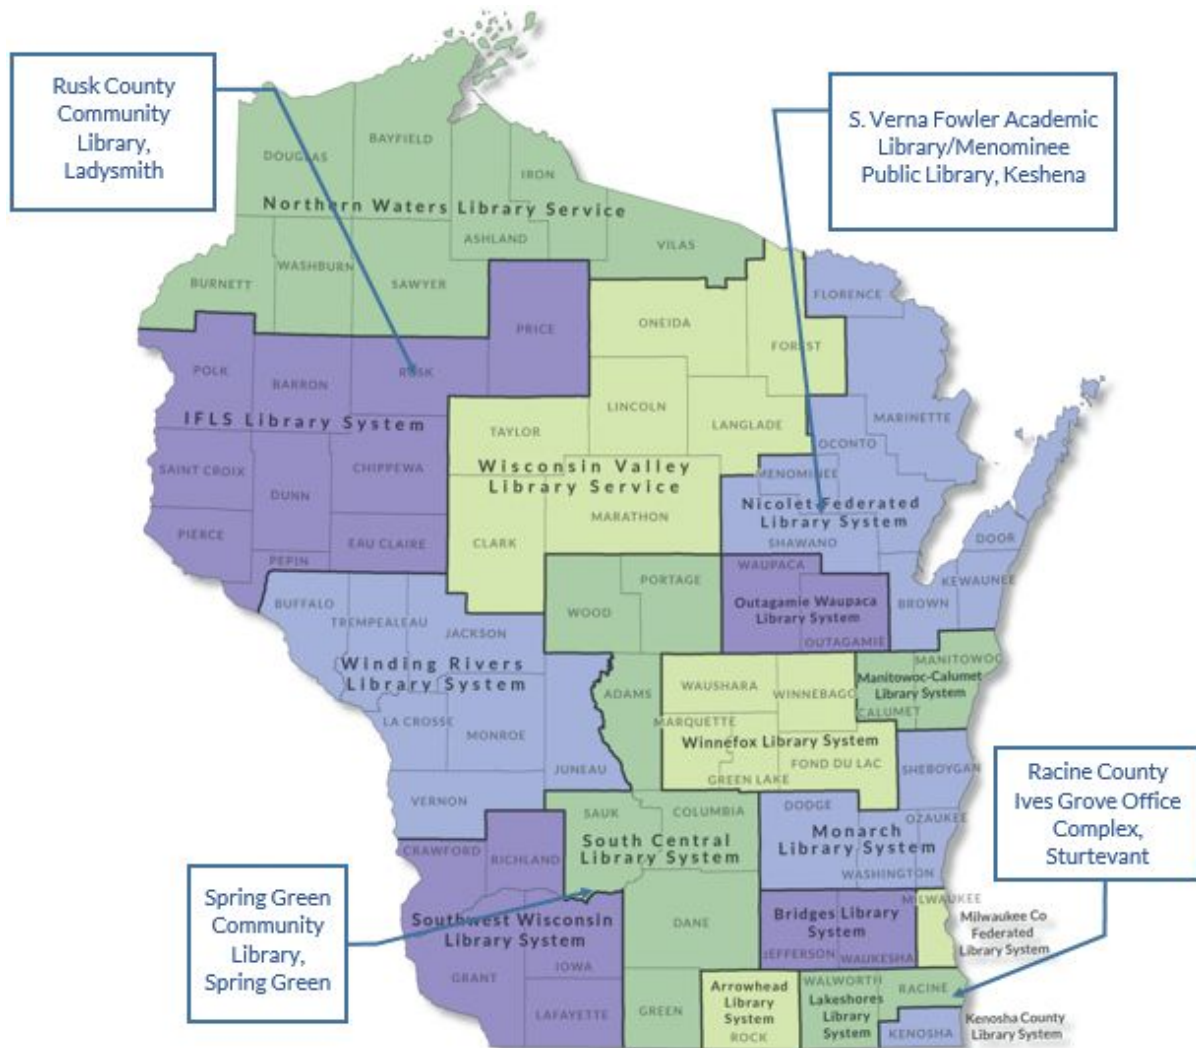 Rusk County
Community
Library,
Ladysmith
S. Verna Fowler Academic
Library/Menominee
Public Library, Keshena
DOUGLAS
BAYFIELD
IRON
Northern Waters Library Service
ASHLAND
VILAS
WASHBURN
BURNETT
SAWYER
FLORENCE
PRICE
ONEIDA
FOREST
POLK
BARRON
RUSK
LINCOLN
LANGLADE
MARINETTE
IFLS Library System
TAYLOR
OCONTO
SAINT CROIX
CHIPPEWA
Wisconsin Valley
Library Service
MENOMINEE
DUNN
Nicolet Federated
Library System
MARATHON
PIERCE
EAU CLAIRE
CLARK
SHAWANO
DOOR
PEPIN
WAUPACA
PORTAGE
KEWAUNEE
BUFFALO
WOOD
Outagamie Waupaca
Library System
BROWN
TREMPEALEAU
JACKSON
OUTAGAMIE
Winding Rivers
Library System
MANITOWOC
Manitowoc-Calumet
Library System
CALUMET
ADAMS
WAUSHARA
WINNEBAGO
LA CROSSE
MONROE
MARQUETTE
Winnefox Library System
JUNEAU
GREEN LAKE
FOND DU LAC
SHEBOYGAN
Racine County
Ives Grove Office
Complex,
Sturtevant
VERNON
SAUK
COLUMBIA
DODGE
OZAUKEE
South Central
Library System
Monarch
Library System
WASHINGTON
CRAWFORD
RICHLAND
Spring Green
Community
Library,
Spring Green
Southwest Wisconsin
Library System
DANE
Bridges Library
System
MILWAUKEE
Milwaukee Co
Federated
Library System
JEFFERSON
WAUKESHA
GRANT
IOWA
LAFAYETTE
GREEN
Arrowhead
Library
System
ROCK
WALWORTH
Lakeshores
Library
System
RACINE
KENOSHA
Kenosha County
Library System